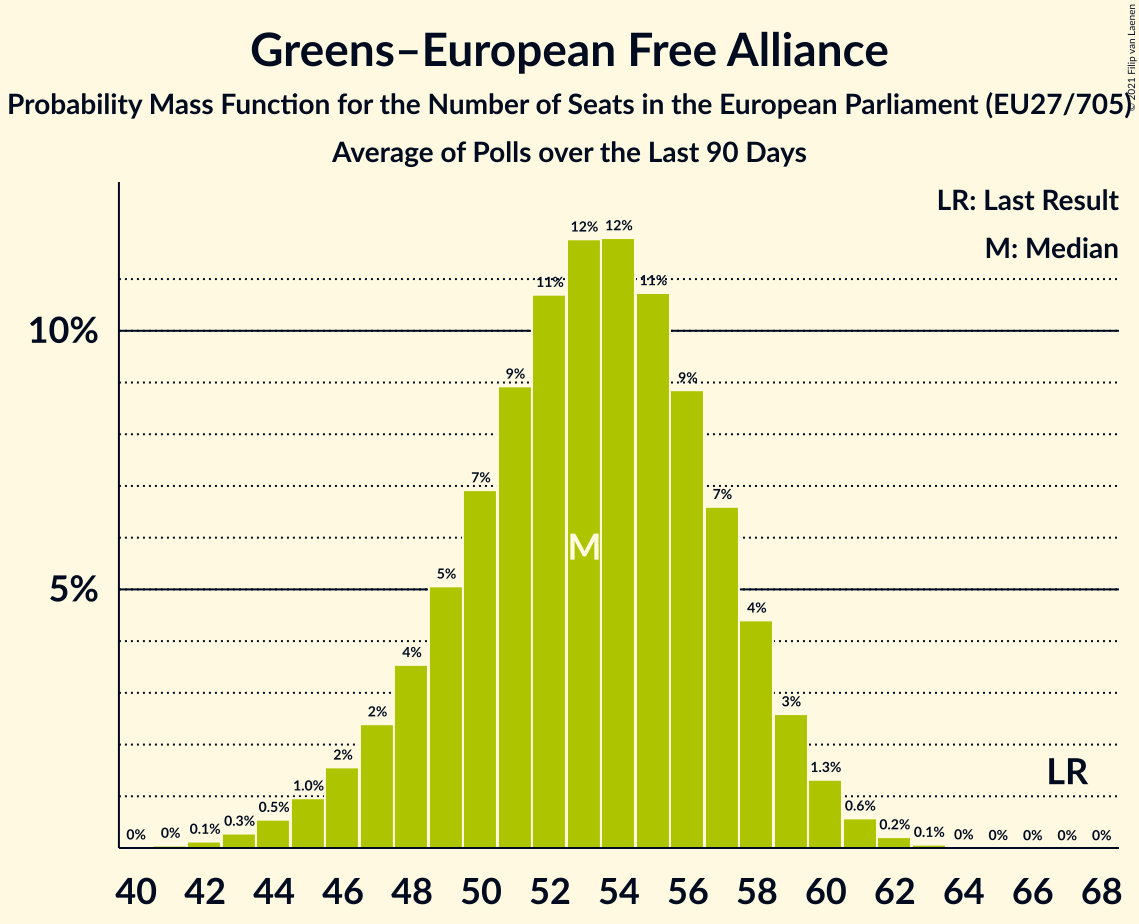 Greens–European Free Alliance
Probability Mass Function for the Number of Seats in the European Parliament (EU27/705)
Average of Polls over the Last 90 Days
© 2021 Filip van Laenen
LR: Last Result
M: Median
12% 12%
11% 11%
10%
9% 9%
7% 7%
M
5%
5%
4% 4%
2% 3%
2% 1.3%
LR
1.0%
0.5% 0.6%
0% 0% 0.1% 0.3% 0.2% 0.1% 0% 0% 0% 0% 0%
40 42 44 46 48 50 52 54 56 58 60 62 64 66 68